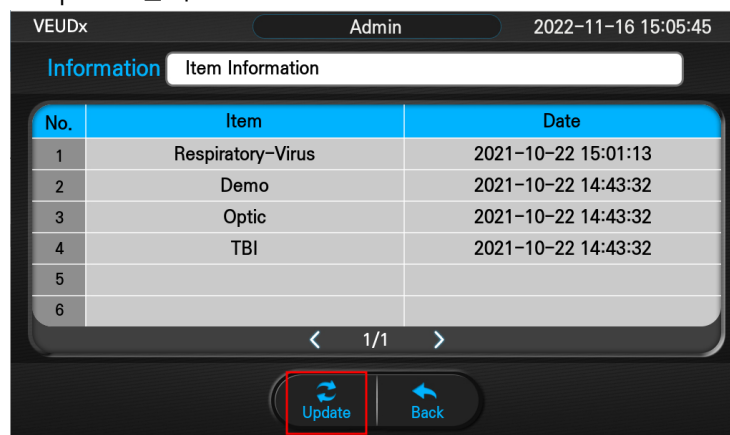 VEUDx Admin 2022-11-16 15:05:45
Information Item Information
No. Item Date
1 Respiratory-Virus 2021-10-22 15:01:13
2 Demo 2021-10-22 14:43:32
3 Optic 2021-10-22 14:43:32
4 TBI 2021-10-22 14:43:32
5
6
< 1/1 >
Update Back